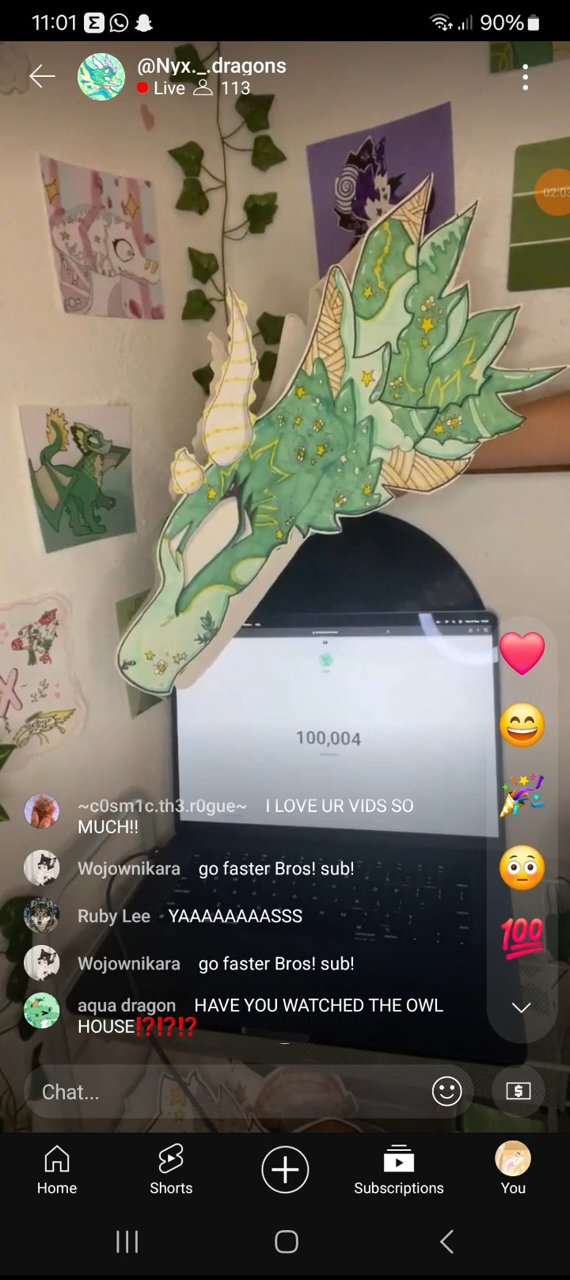 11:01
90%
@Nyx._.dragons
Live 113
100,004
~c0sm1c.th3.r0gue~ I LOVE UR VIDS SO
MUCH!!
Wojownikara go faster Bros! sub!
Ruby Lee YAAAAAAAASSS
Wojownikara go faster Bros! sub!
aqua dragon HAVE YOU WATCHED THE OWL
HOUSE⁉️⁉️⁉️
💯
Chat...
Home
Shorts
Subscriptions
You